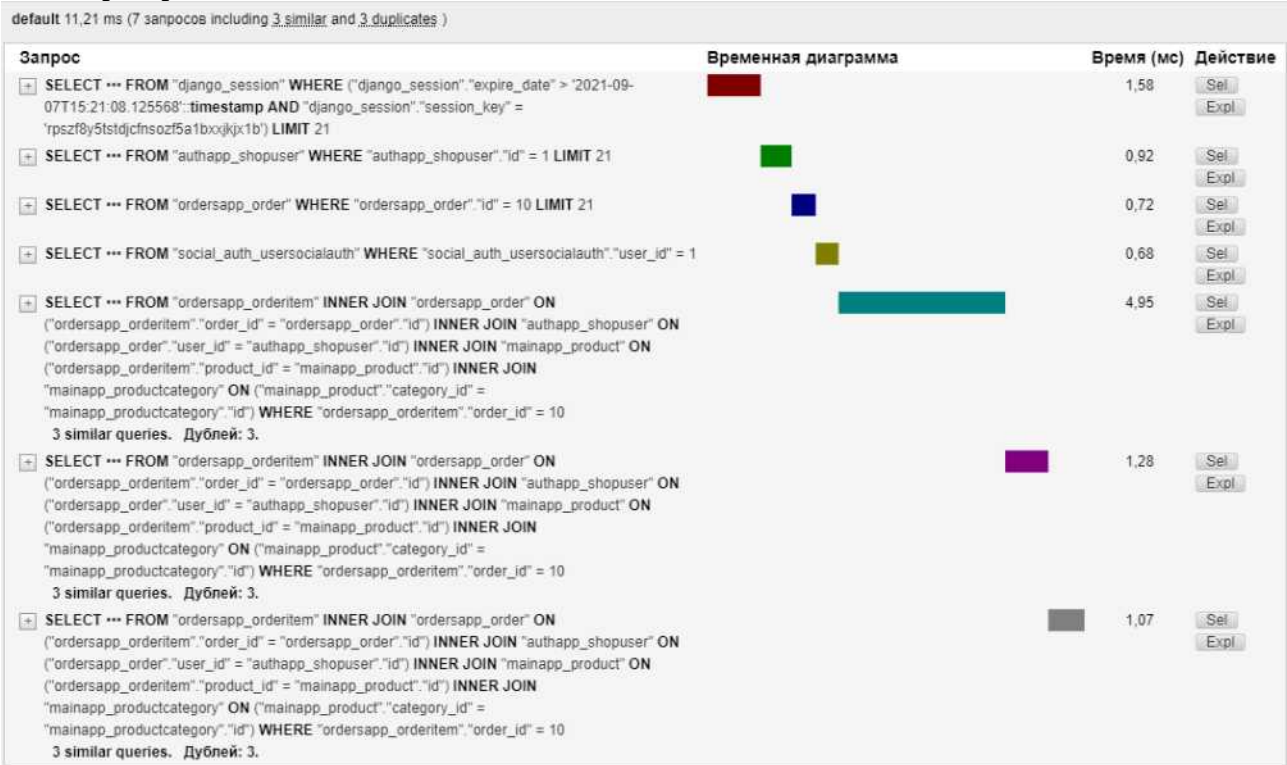 default 11,21 ms (7 запросов including 3 similar and 3 duplicates )
Запрос Временная диаграмма Время (мс) Действие
+ SELECT ••• FROM "django_session" WHERE ("django_session"."expire_date" > '2021-09- 1,58 Sel
07T15:21:08.125568'::timestamp AND "django_session"."session_key" = Expl
'rpszf8y5tstdjcfnsozf5a1bxxjkjx1b') LIMIT 21
+ SELECT ••• FROM "authapp_shopuser" WHERE "authapp_shopuser"."id" = 1 LIMIT 21 0,92 Sel
Expl
+ SELECT ••• FROM "ordersapp_order" WHERE "ordersapp_order"."id" = 10 LIMIT 21 0,72 Sel
Expl
+ SELECT ••• FROM "social_auth_usersocialauth" WHERE "social_auth_usersocialauth"."user_id" = 1 0,68 Sel
Expl
+ SELECT ••• FROM "ordersapp_orderitem" INNER JOIN "ordersapp_order" ON 4,95 Sel
("ordersapp_orderitem"."order_id" = "ordersapp_order"."id") INNER JOIN "authapp_shopuser" ON Expl
("ordersapp_order"."user_id" = "authapp_shopuser"."id") INNER JOIN "mainapp_product" ON
("ordersapp_orderitem"."product_id" = "mainapp_product"."id") INNER JOIN
"mainapp_productcategory" ON ("mainapp_product"."category_id" =
"mainapp_productcategory"."id") WHERE "ordersapp_orderitem"."order_id" = 10
3 similar queries. Дублей: 3.
+ SELECT ••• FROM "ordersapp_orderitem" INNER JOIN "ordersapp_order" ON 1,28 Sel
("ordersapp_orderitem"."order_id" = "ordersapp_order"."id") INNER JOIN "authapp_shopuser" ON Expl
("ordersapp_order"."user_id" = "authapp_shopuser"."id") INNER JOIN "mainapp_product" ON
("ordersapp_orderitem"."product_id" = "mainapp_product"."id") INNER JOIN
"mainapp_productcategory" ON ("mainapp_product"."category_id" =
"mainapp_productcategory"."id") WHERE "ordersapp_orderitem"."order_id" = 10
3 similar queries. Дублей: 3.
+ SELECT ••• FROM "ordersapp_orderitem" INNER JOIN "ordersapp_order" ON 1,07 Sel
("ordersapp_orderitem"."order_id" = "ordersapp_order"."id") INNER JOIN "authapp_shopuser" ON Expl
("ordersapp_order"."user_id" = "authapp_shopuser"."id") INNER JOIN "mainapp_product" ON
("ordersapp_orderitem"."product_id" = "mainapp_product"."id") INNER JOIN
"mainapp_productcategory" ON ("mainapp_product"."category_id" =
"mainapp_productcategory"."id") WHERE "ordersapp_orderitem"."order_id" = 10
3 similar queries. Дублей: 3.